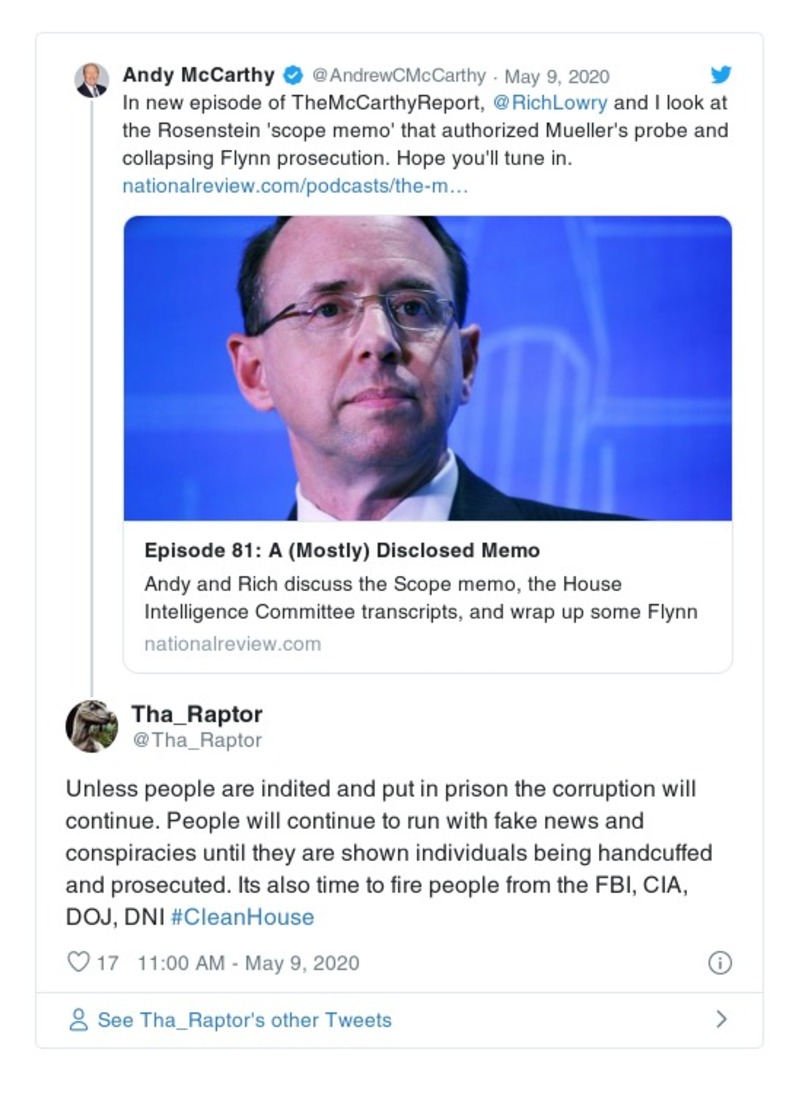 Andy McCarthy @AndrewCMcCarthy · May 9, 2020
In new episode of TheMcCarthyReport, @RichLowry and I look at
the Rosenstein 'scope memo' that authorized Mueller's probe and
collapsing Flynn prosecution. Hope you'll tune in.
nationalreview.com/podcasts/the-m…
Episode 81: A (Mostly) Disclosed Memo
Andy and Rich discuss the Scope memo, the House
Intelligence Committee transcripts, and wrap up some Flynn
nationalreview.com
Tha_Raptor
@Tha_Raptor
Unless people are indited and put in prison the corruption will
continue. People will continue to run with fake news and
conspiracies until they are shown individuals being handcuffed
and prosecuted. Its also time to fire people from the FBI, CIA,
DOJ, DNI #CleanHouse
17 11:00 AM - May 9, 2020
See Tha_Raptor's other Tweets